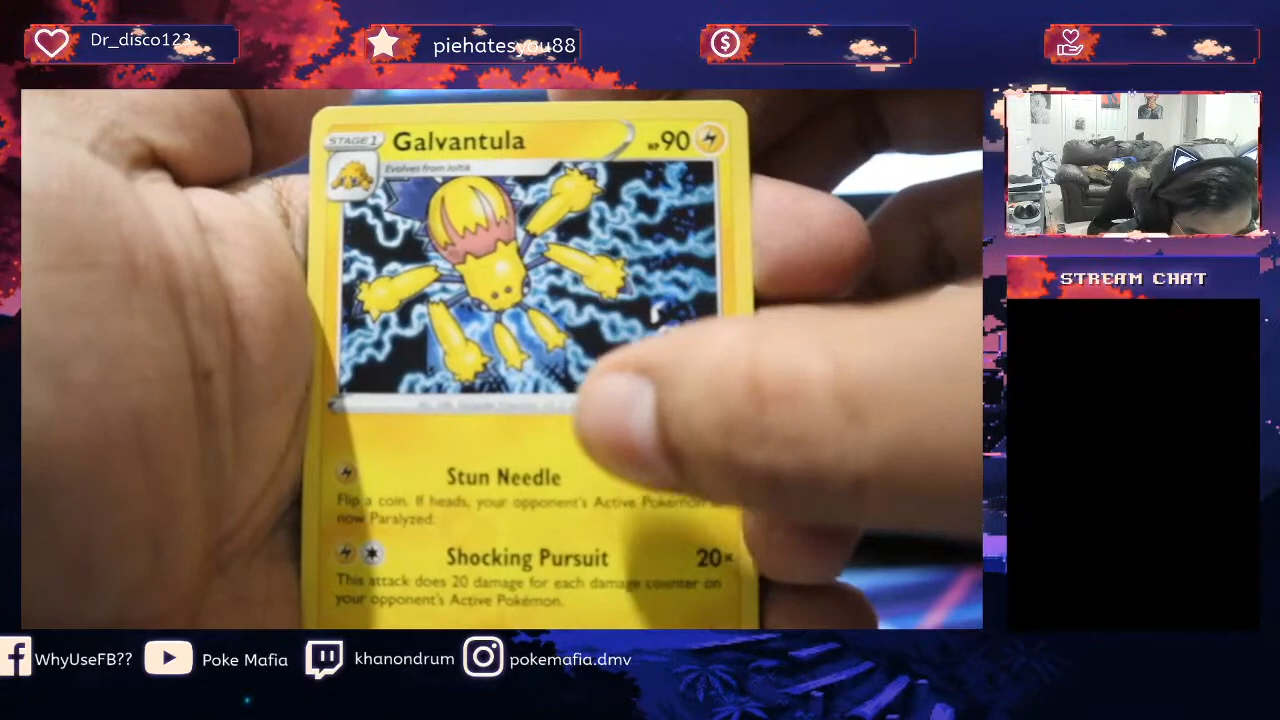 Dr_disco123
piehatesyou88
STAGE 1 Galvantula HP 90
Evolves from Joltik
STREAM CHAT
Stun Needle
Flip a coin. If heads, your opponent's Active Pokémon
now Paralyzed.
Shocking Pursuit 20×
This attack does 20 damage for each damage counter on
your opponent's Active Pokémon.
WhyUseFB?? Poke Mafia khanondrum pokemafia.dmv